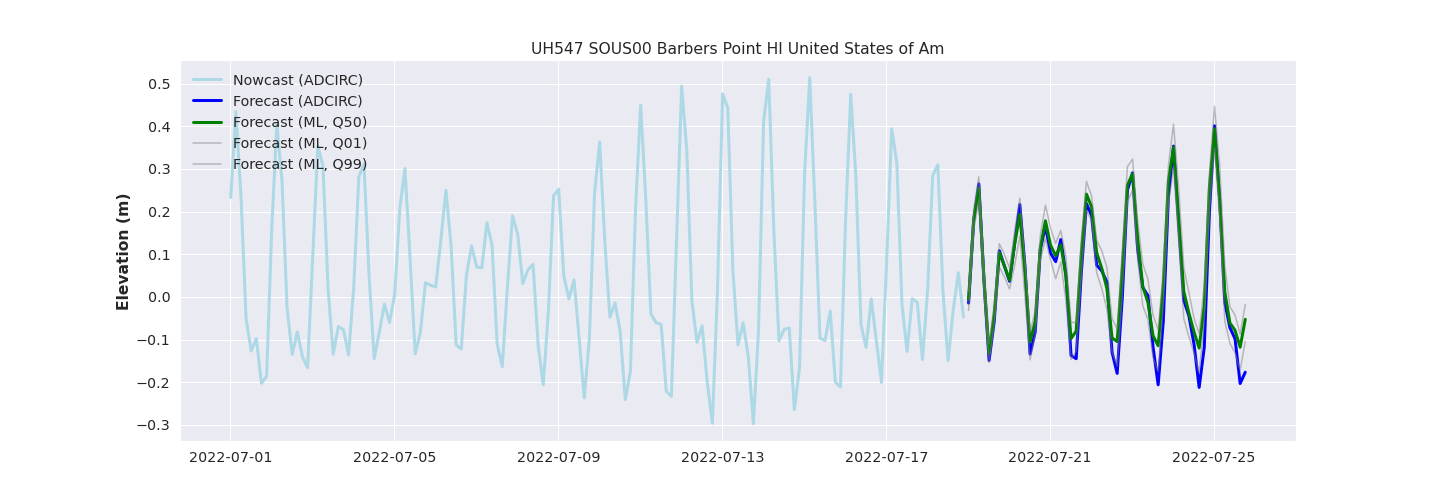 UH547 SOUS00 Barbers Point HI United States of Am
Nowcast (ADCIRC)
Forecast (ADCIRC)
Forecast (ML, Q50)
Forecast (ML, Q01)
Forecast (ML, Q99)
Elevation (m)
0.5
0.4
0.3
0.2
0.1
0.0
−0.1
−0.2
−0.3
2022-07-01 2022-07-05 2022-07-09 2022-07-13 2022-07-17 2022-07-21 2022-07-25